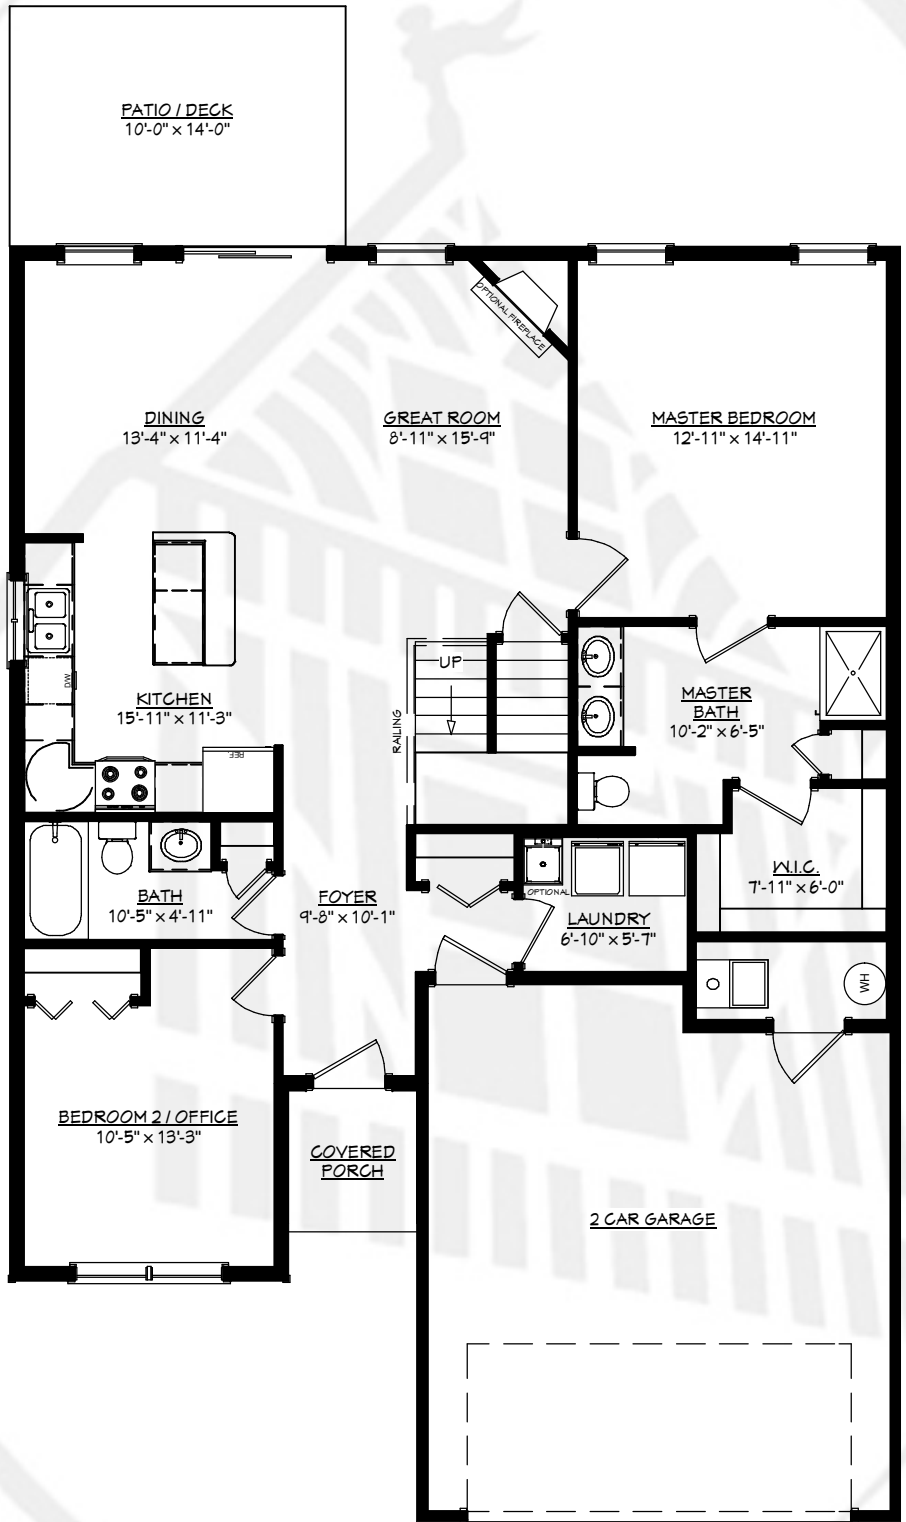 PATIO / DECK
10'-0" x 14'-0"
OPTIONAL FIREPLACE
DINING
13'-4" x 11'-4"
GREAT ROOM
8'-11" x 15'-9"
MASTER BEDROOM
12'-11" x 14'-11"
UP
RAILING
DW
KITCHEN
15'-11" x 11'-3"
REF.
MASTER
BATH
10'-2" x 6'-5"
W.I.C.
7'-11" x 6'-0"
BATH
10'-5" x 4'-11"
FOYER
9'-8" x 10'-1"
OPTIONAL
LAUNDRY
6'-10" x 5'-7"
WH
BEDROOM 2 / OFFICE
10'-5" x 13'-3"
COVERED
PORCH
2 CAR GARAGE